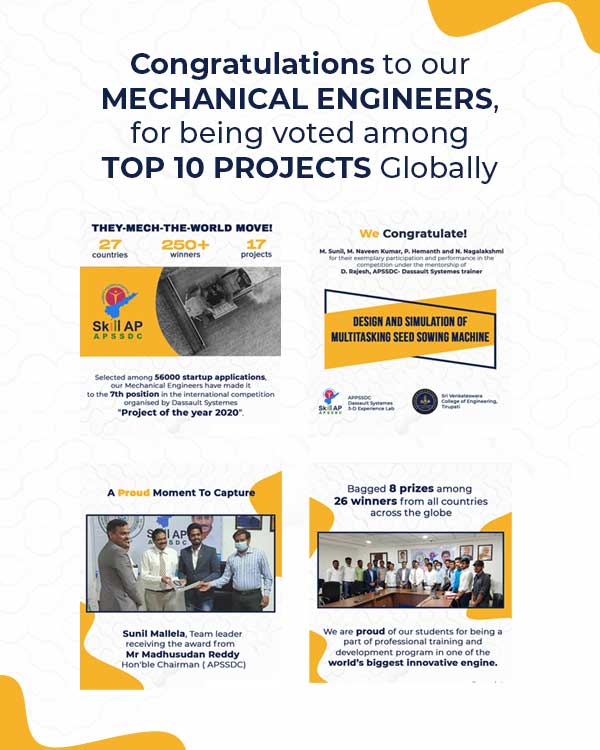 Congratulations to our
MECHANICAL ENGINEERS,
for being voted among
TOP 10 PROJECTS Globally
THEY-MECH-THE-WORLD MOVE!
27
countries
250+
winners
17
projects
Skill AP
APSSDC
Selected among 56000 startup applications,
our Mechanical Engineers have made it
to the 7th position in the international competition
organised by Dassault Systemes
"Project of the year 2020".
We Congratulate!
M. Sunil, M. Naveen Kumar, P. Hemanth and N. Nagalakshmi
for their exemplary participation and performance in the
competition under the mentorship of
D. Rajesh, APSSDC- Dassault Systemes trainer
DESIGN AND SIMULATION OF
MULTITASKING SEED SOWING MACHINE
Skill AP
APSSDC
APPSSDC
Dassault Systemes
3-D Experience Lab
Sri Venkateswara
College of Engineering,
Tirupati
A Proud Moment To Capture
Skill AP
APSSDC
Sunil Mallela, Team leader
receiving the award from
Mr Madhusudan Reddy
Hon'ble Chairman ( APSSDC)
Bagged 8 prizes among
26 winners from all countries
across the globe
We are proud of our students for being a
part of professional training and
development program in one of the
world's biggest innovative engine.